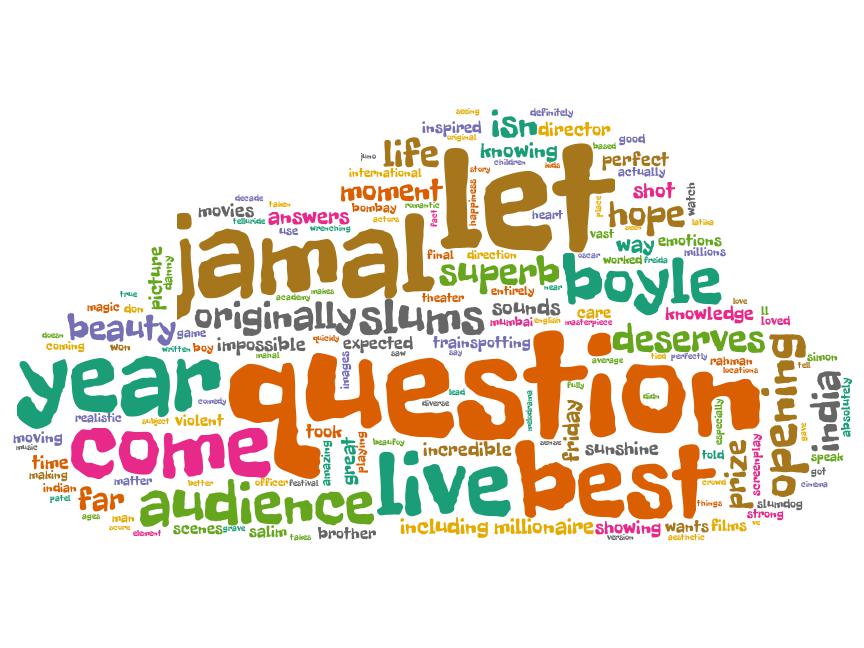 seeing
definitely
inspired
isn
director
original
good
life
knowing
based
juno
children
kids
perfect
international
story
actually
moment
let
shot
decade
taken
bombay
romantic
happiness
heart
place
hope
watch
movies
answers
actors
fact
seen
latika
telluride
use
wrenching
vast
way
emotions
jamal
final
direction
oscar
worked
freida
millions
picture
danny
superb
boyle
near
true
academy
makes
theater
entirely
love
magic
don
originally
slums
sounds
care
knowledge
ll
loved
beauty
game
mumbai
english
masterpiece
doesn
coming
won
written
boy
impossible
quickly
expected
trainspotting
deserves
mahal
images
saw
say
average
tied
perfectly
rahman
locations
tell
simon
year
question
opening
fully
india
absolutely
comedy
diverse
lead
melodrama
didn
especially
realistic
subject
violent
friday
gave
moving
music
come
took
amazing
great
playing
beaufoy
incredible
sense
sunshine
told
prize
screenplay
speak
time
making
matter
better
officer
festival
live
best
crowd
got
cinema
indian
patel
far
audience
things
slumdog
ages
man
strong
score
element
scenes
grave
salim
takes
brother
including
millionaire
showing
version
wants
films
ve
aesthetic